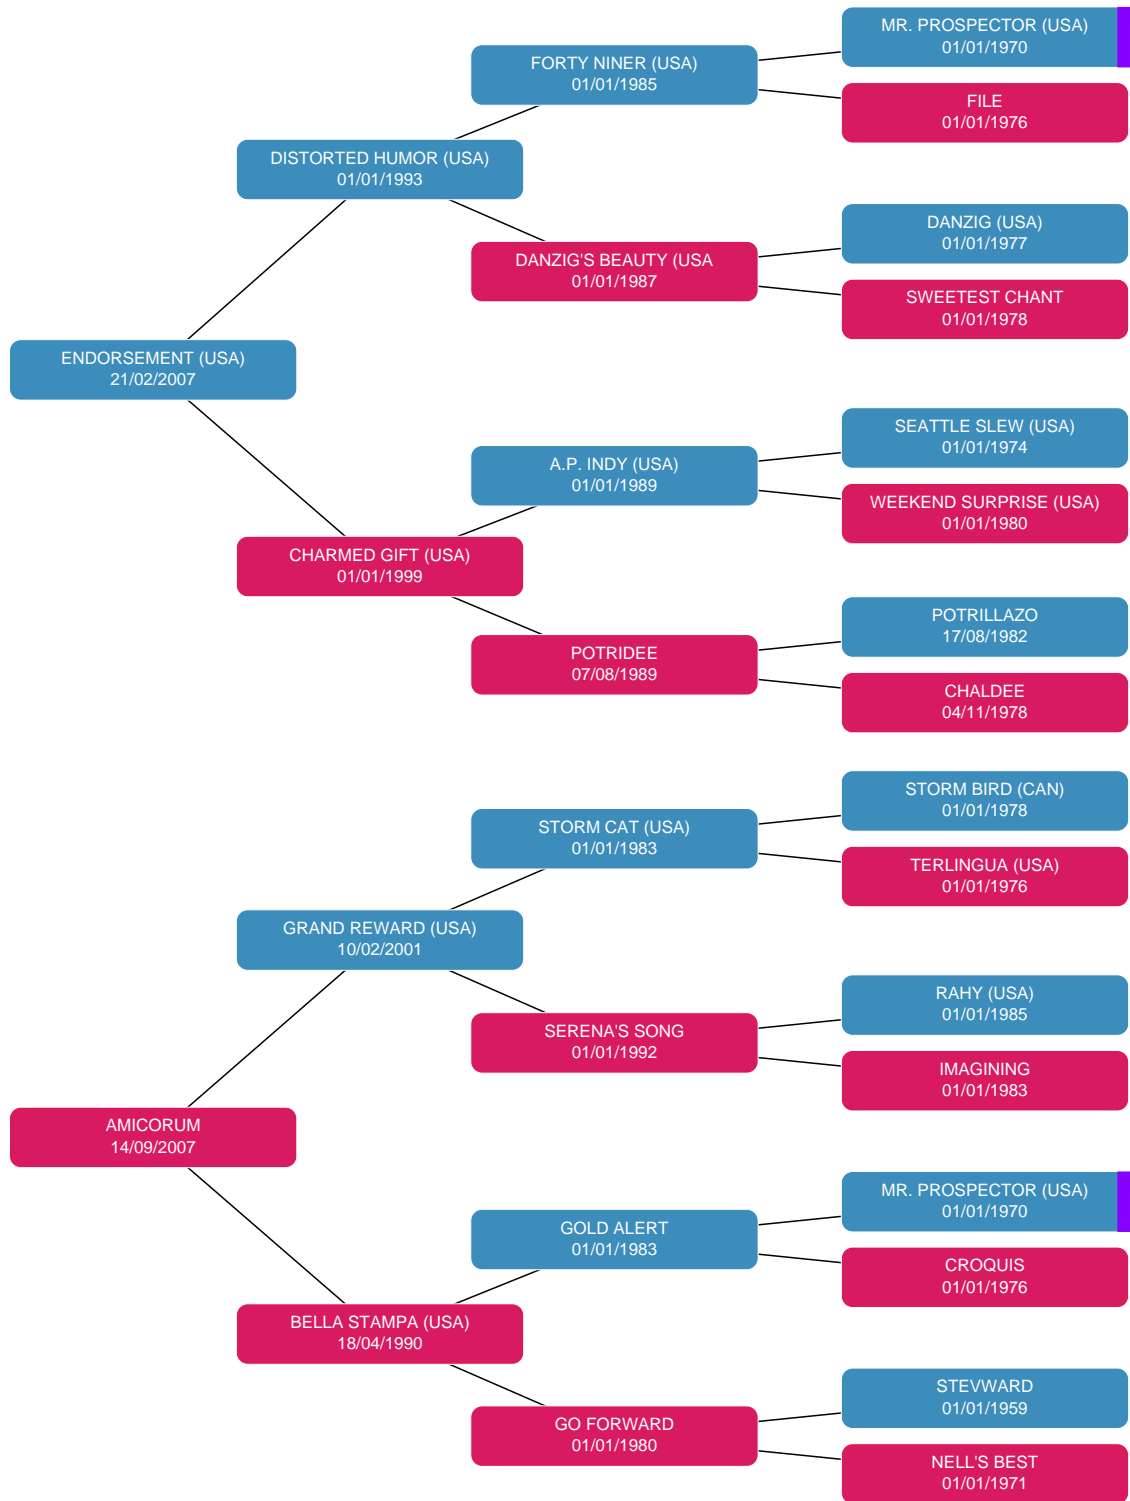 MR. PROSPECTOR (USA)
01/01/1970
FORTY NINER (USA)
01/01/1985
FILE
01/01/1976
DISTORTED HUMOR (USA)
01/01/1993
DANZIG (USA)
01/01/1977
DANZIG'S BEAUTY (USA
01/01/1987
SWEETEST CHANT
01/01/1978
ENDORSEMENT (USA)
21/02/2007
SEATTLE SLEW (USA)
01/01/1974
A.P. INDY (USA)
01/01/1989
WEEKEND SURPRISE (USA)
01/01/1980
CHARMED GIFT (USA)
01/01/1999
POTRILLAZO
17/08/1982
POTRIDEE
07/08/1989
CHALDEE
04/11/1978
STORM BIRD (CAN)
01/01/1978
STORM CAT (USA)
01/01/1983
TERLINGUA (USA)
01/01/1976
GRAND REWARD (USA)
10/02/2001
RAHY (USA)
01/01/1985
SERENA'S SONG
01/01/1992
IMAGINING
01/01/1983
AMICORUM
14/09/2007
MR. PROSPECTOR (USA)
01/01/1970
GOLD ALERT
01/01/1983
CROQUIS
01/01/1976
BELLA STAMPA (USA)
18/04/1990
STEVWARD
01/01/1959
GO FORWARD
01/01/1980
NELL'S BEST
01/01/1971